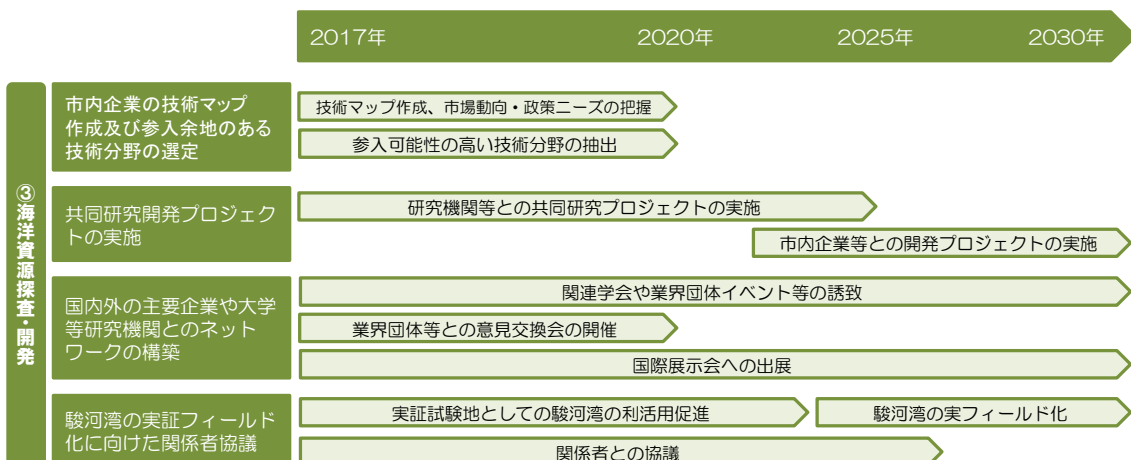 2017年 2020年 2025年 2030年
③海洋資源探査・開発
市内企業の技術マップ
作成及び参入余地のある
技術分野の選定
技術マップ作成、市場動向・政策ニーズの把握
参入可能性の高い技術分野の抽出
共同研究開発プロジェク
トの実施
研究機関等との共同研究プロジェクトの実施
市内企業等との開発プロジェクトの実施
国内外の主要企業や大学
等研究機関とのネット
ワークの構築
関連学会や業界団体イベント等の誘致
業界団体等との意見交換会の開催
国際展示会への出展
駿河湾の実証フィールド
化に向けた関係者協議
実証試験地としての駿河湾の利活用促進
駿河湾の実フィールド化
関係者との協議